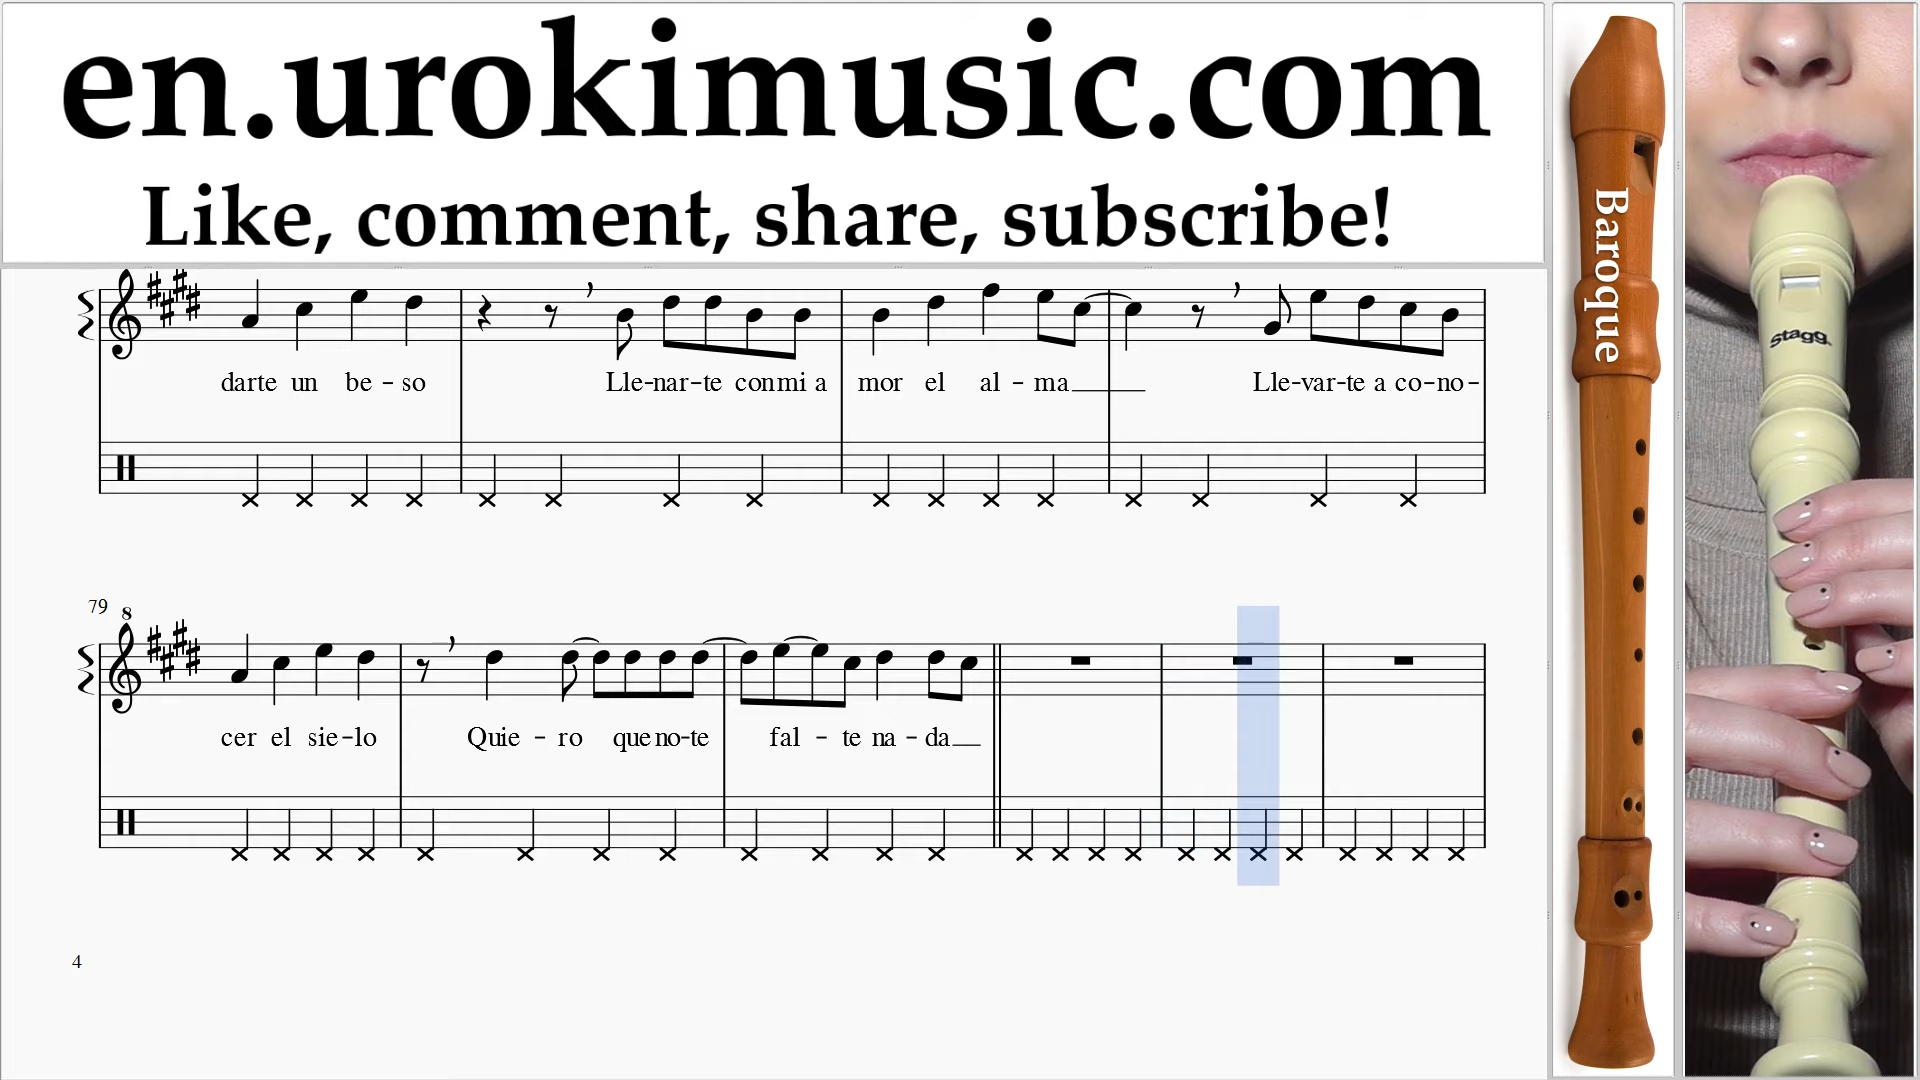 en.urokimusic.com
Like, comment, share, subscribe!
darte un be – so Lle–nar–te con mi a mor el al – ma Lle–var–te a co–no–
79 8
cer el sie–lo Quie – ro que no–te fal – te na – da
4
Baroque
Stagg